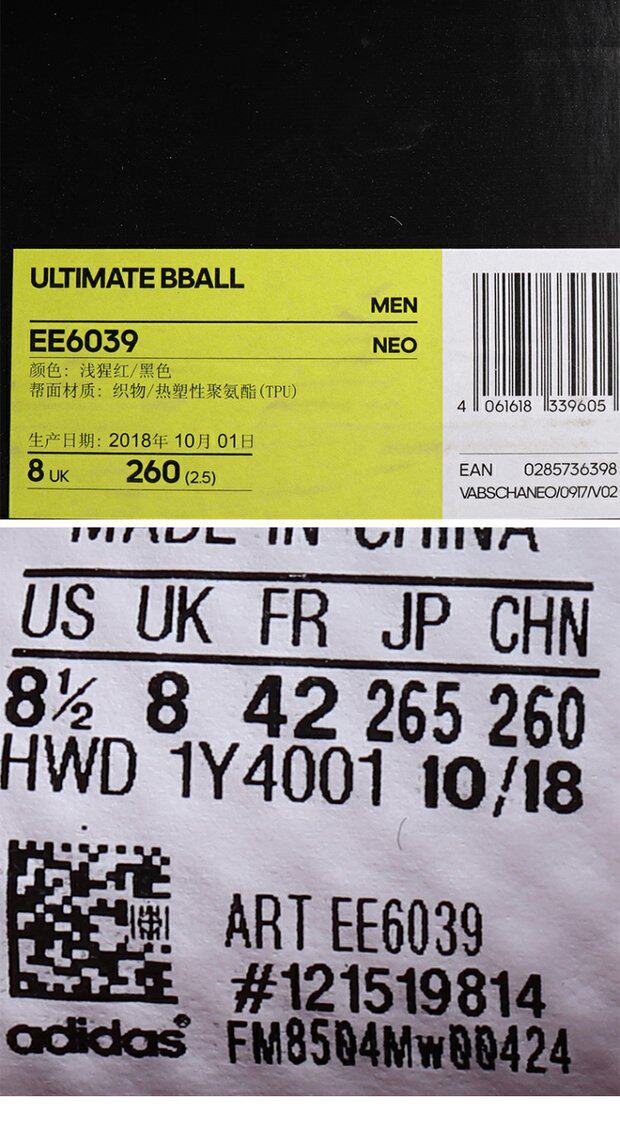 ULTIMATE BBALL
MEN
EE6039
NEO
颜色: 浅猩红/黑色
帮面材质: 织物/热塑性聚氨酯(TPU)
生产日期: 2018年 10月 01日
8 UK 260 (2.5)
4 061618 339605
EAN 0285736398
VABSCHANEO/0917/V02
MADE IN CHINA
US UK FR JP CHN
8½ 8 42 265 260
HWD 1Y4001 10/18
ART EE6039
#121519814
adidas® FM8504Mw00424